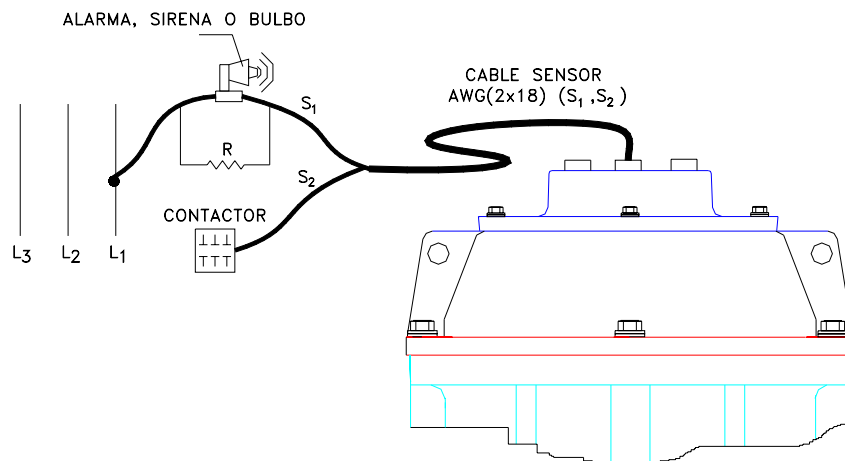 ALARMA, SIRENA O BULBO
CABLE SENSOR
AWG(2x18) (S1,S2)
S1
R
S2
CONTACTOR
L3 L2 L1